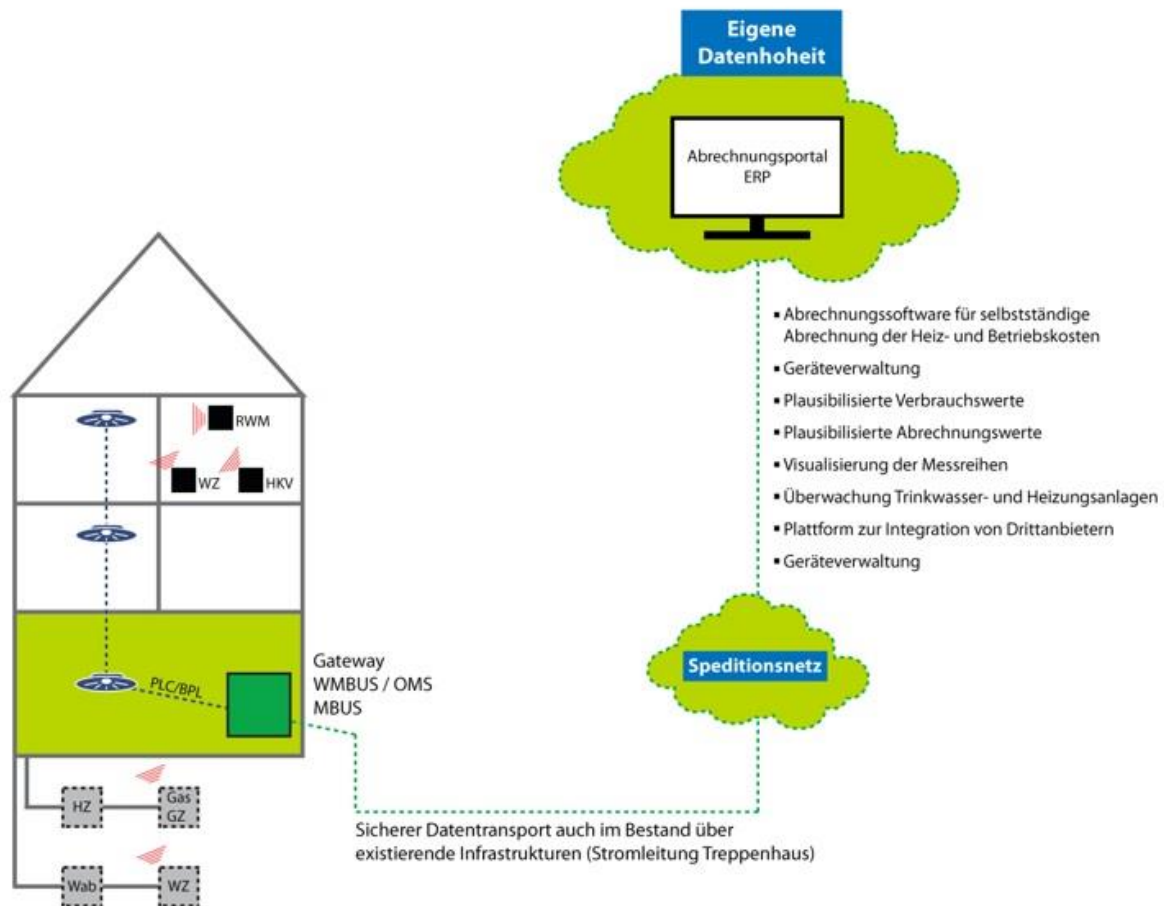 Eigene
Datenhoheit
Abrechnungsportal
ERP
▪ Abrechnungssoftware für selbstständige
Abrechnung der Heiz- und Betriebskosten
▪ Geräteverwaltung
▪ Plausibilisierte Verbrauchswerte
▪ Plausibilisierte Abrechnungswerte
▪ Visualisierung der Messreihen
▪ Überwachung Trinkwasser- und Heizungsanlagen
▪ Plattform zur Integration von Drittanbietern
▪ Geräteverwaltung
Speditionsnetz
RWM
WZ
HKV
PLC/BPL
Gateway
WMBUS / OMS
MBUS
HZ
Gas
GZ
Wab
WZ
Sicherer Datentransport auch im Bestand über
existierende Infrastrukturen (Stromleitung Treppenhaus)